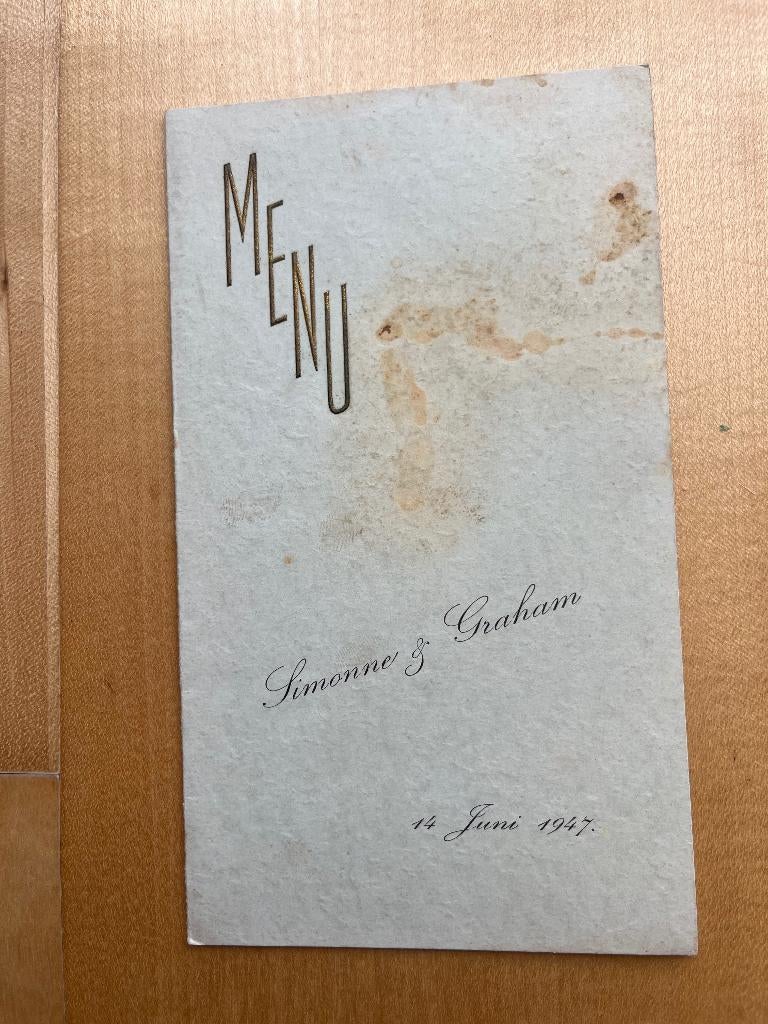 MENU
Simonne & Graham
14 Juni 1947.